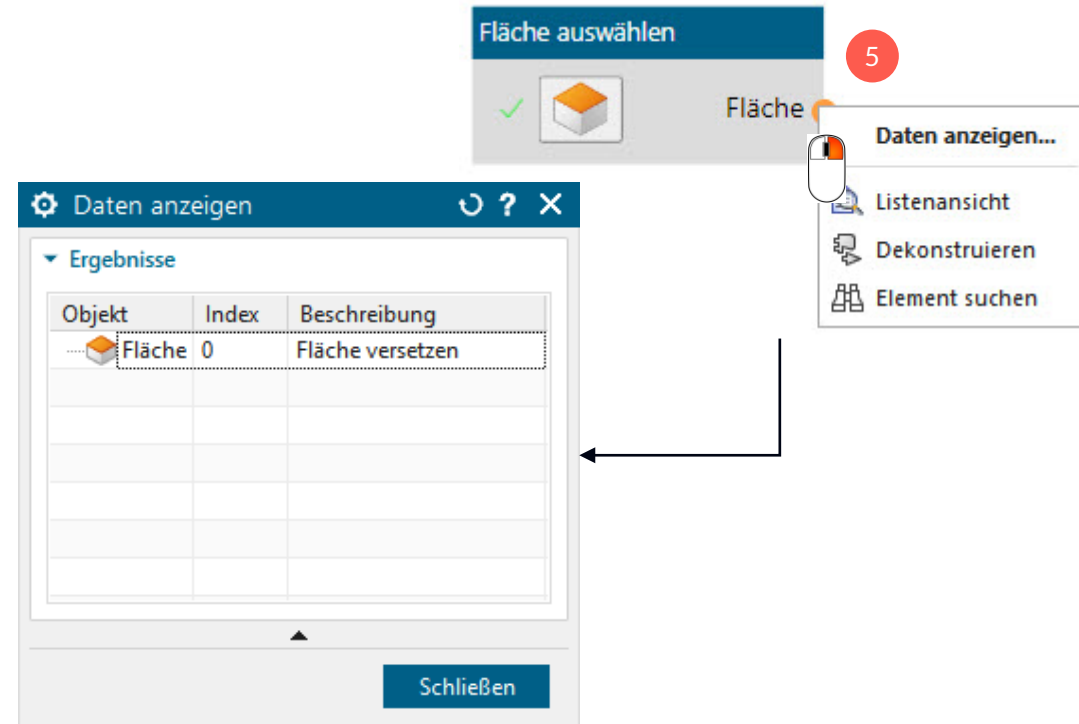 Fläche auswählen
5
Fläche
Daten anzeigen...
Listenansicht
Dekonstruieren
Element suchen
Daten anzeigen
?
Ergebnisse
Objekt Index Beschreibung
Fläche 0 Fläche versetzen
Schließen